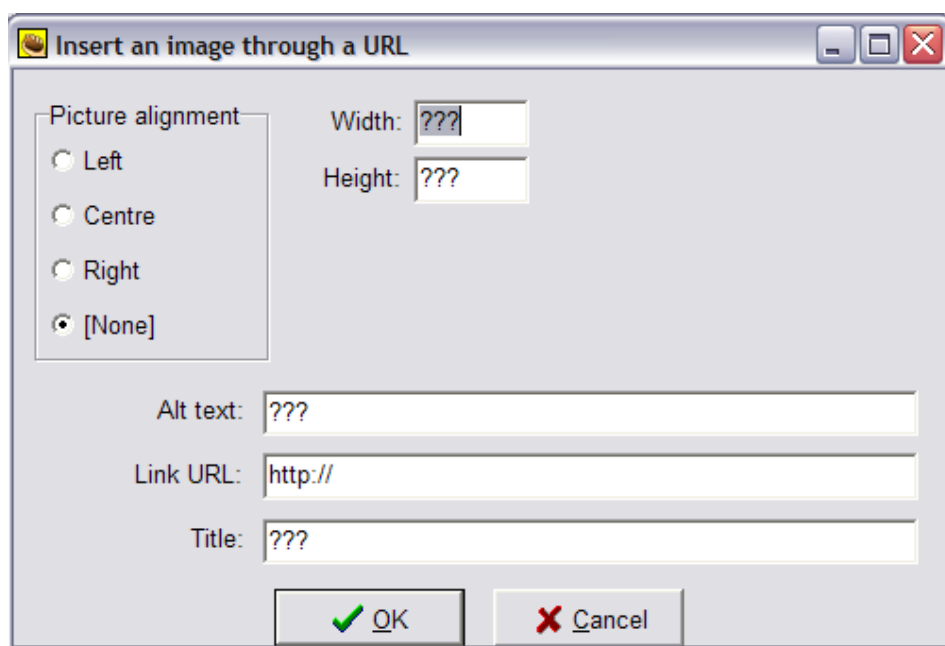 Insert an image through a URL
Picture alignment
Left
Centre
Right
[None]
Width: ???
Height: ???
Alt text: ???
Link URL: http://
Title: ???
OK
Cancel